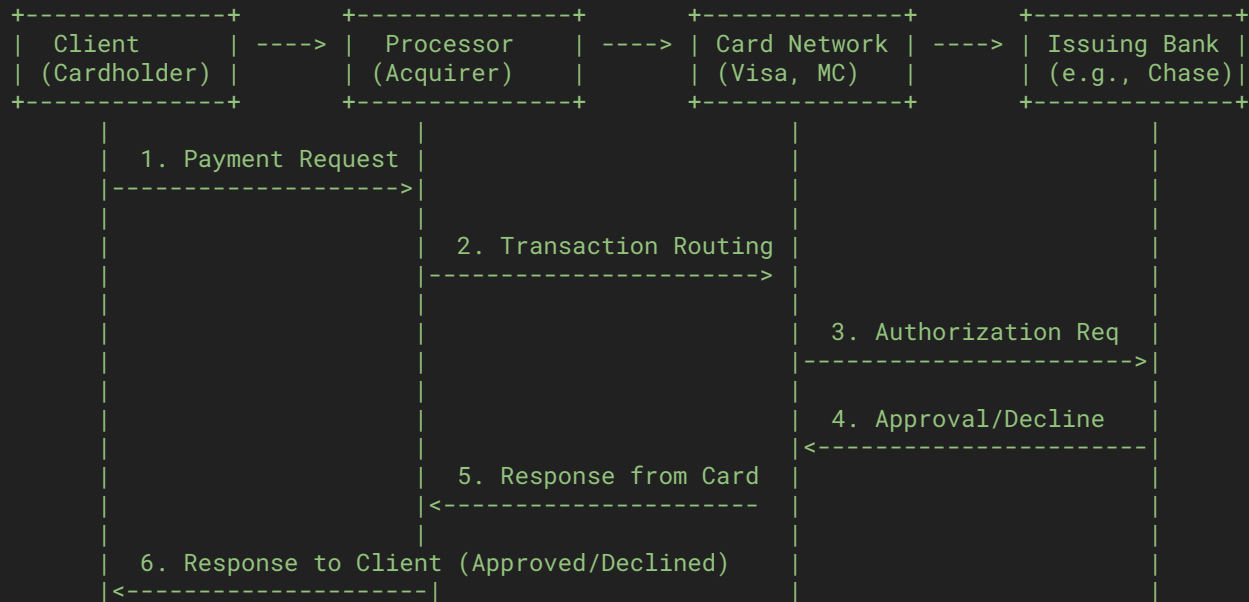 +--------------+ +---------------+ +--------------+ +--------------+
| Client | ----> | Processor | ----> | Card Network | ----> | Issuing Bank |
| (Cardholder) | | (Acquirer) | | (Visa, MC) | | (e.g., Chase)|
+--------------+ +---------------+ +--------------+ +--------------+
1. Payment Request
2. Transaction Routing
3. Authorization Req
4. Approval/Decline
5. Response from Card
6. Response to Client (Approved/Declined)